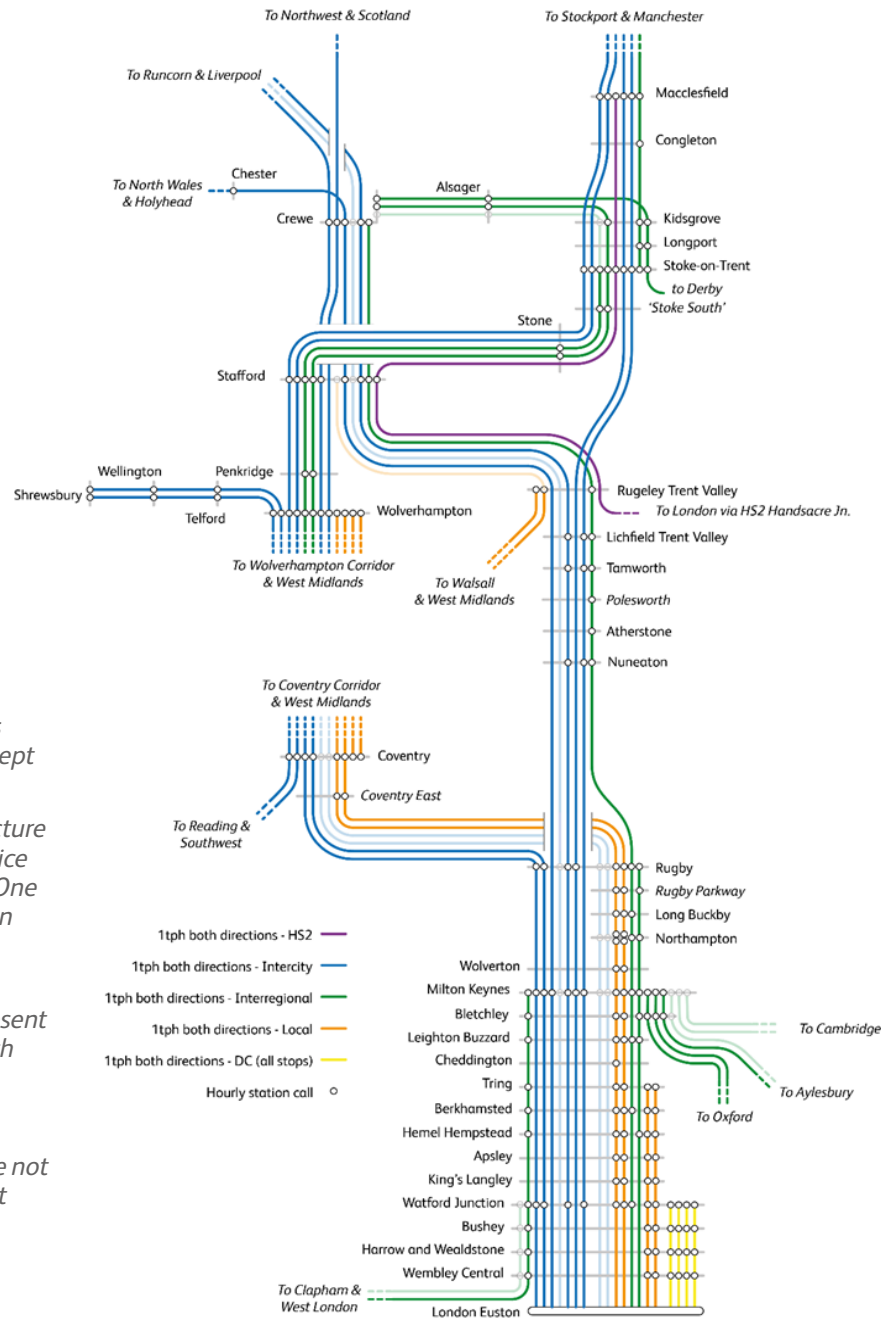 To Northwest & Scotland
To Stockport & Manchester
To Runcorn & Liverpool
Macclesfield
Congleton
Chester
To North Wales
& Holyhead
Alsager
Crewe
Kidsgrove
Longport
Stoke-on-Trent
to Derby
'Stoke South'
Stone
Stafford
Wellington
Penkridge
Shrewsbury
Telford
Wolverhampton
Rugeley Trent Valley
To London via HS2 Handsacre Jn.
Lichfield Trent Valley
To Wolverhampton Corridor
& West Midlands
To Walsall
& West Midlands
Tamworth
Polesworth
Atherstone
Nuneaton
To Coventry Corridor
& West Midlands
ept
Coventry
Coventry East
cture
ice
One
n
To Reading &
Southwest
Rugby
Rugby Parkway
Long Buckby
Northampton
1tph both directions - HS2
1tph both directions - Intercity
1tph both directions - Interregional
1tph both directions - Local
1tph both directions - DC (all stops)
Hourly station call
sent
th
e not
t
Wolverton
Milton Keynes
Bletchley
Leighton Buzzard
Cheddington
Tring
Berkhamsted
Hemel Hempstead
Apsley
King's Langley
Watford Junction
Bushey
Harrow and Wealdstone
Wembley Central
To Cambridge
To Aylesbury
To Oxford
To Clapham &
West London
London Euston